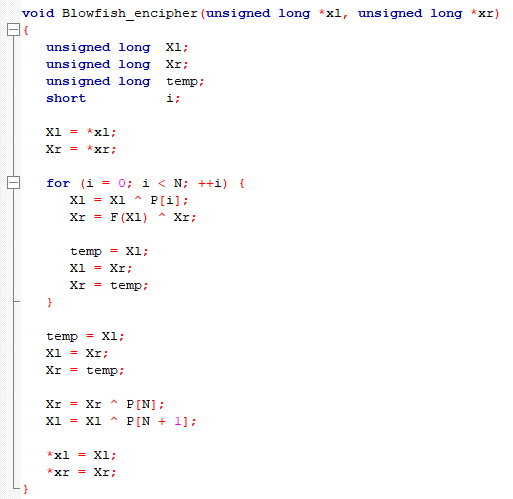 void Blowfish_encipher(unsigned long *xl, unsigned long *xr)
{
unsigned long  Xl;
unsigned long  Xr;
unsigned long  temp;
short          i;
Xl = *xl;
Xr = *xr;
for (i = 0; i < N; ++i) {
Xl = Xl ^ P[i];
Xr = F(Xl) ^ Xr;
temp = Xl;
Xl = Xr;
Xr = temp;
}
temp = Xl;
Xl = Xr;
Xr = temp;
Xr = Xr ^ P[N];
Xl = Xl ^ P[N + 1];
*xl = Xl;
*xr = Xr;
}